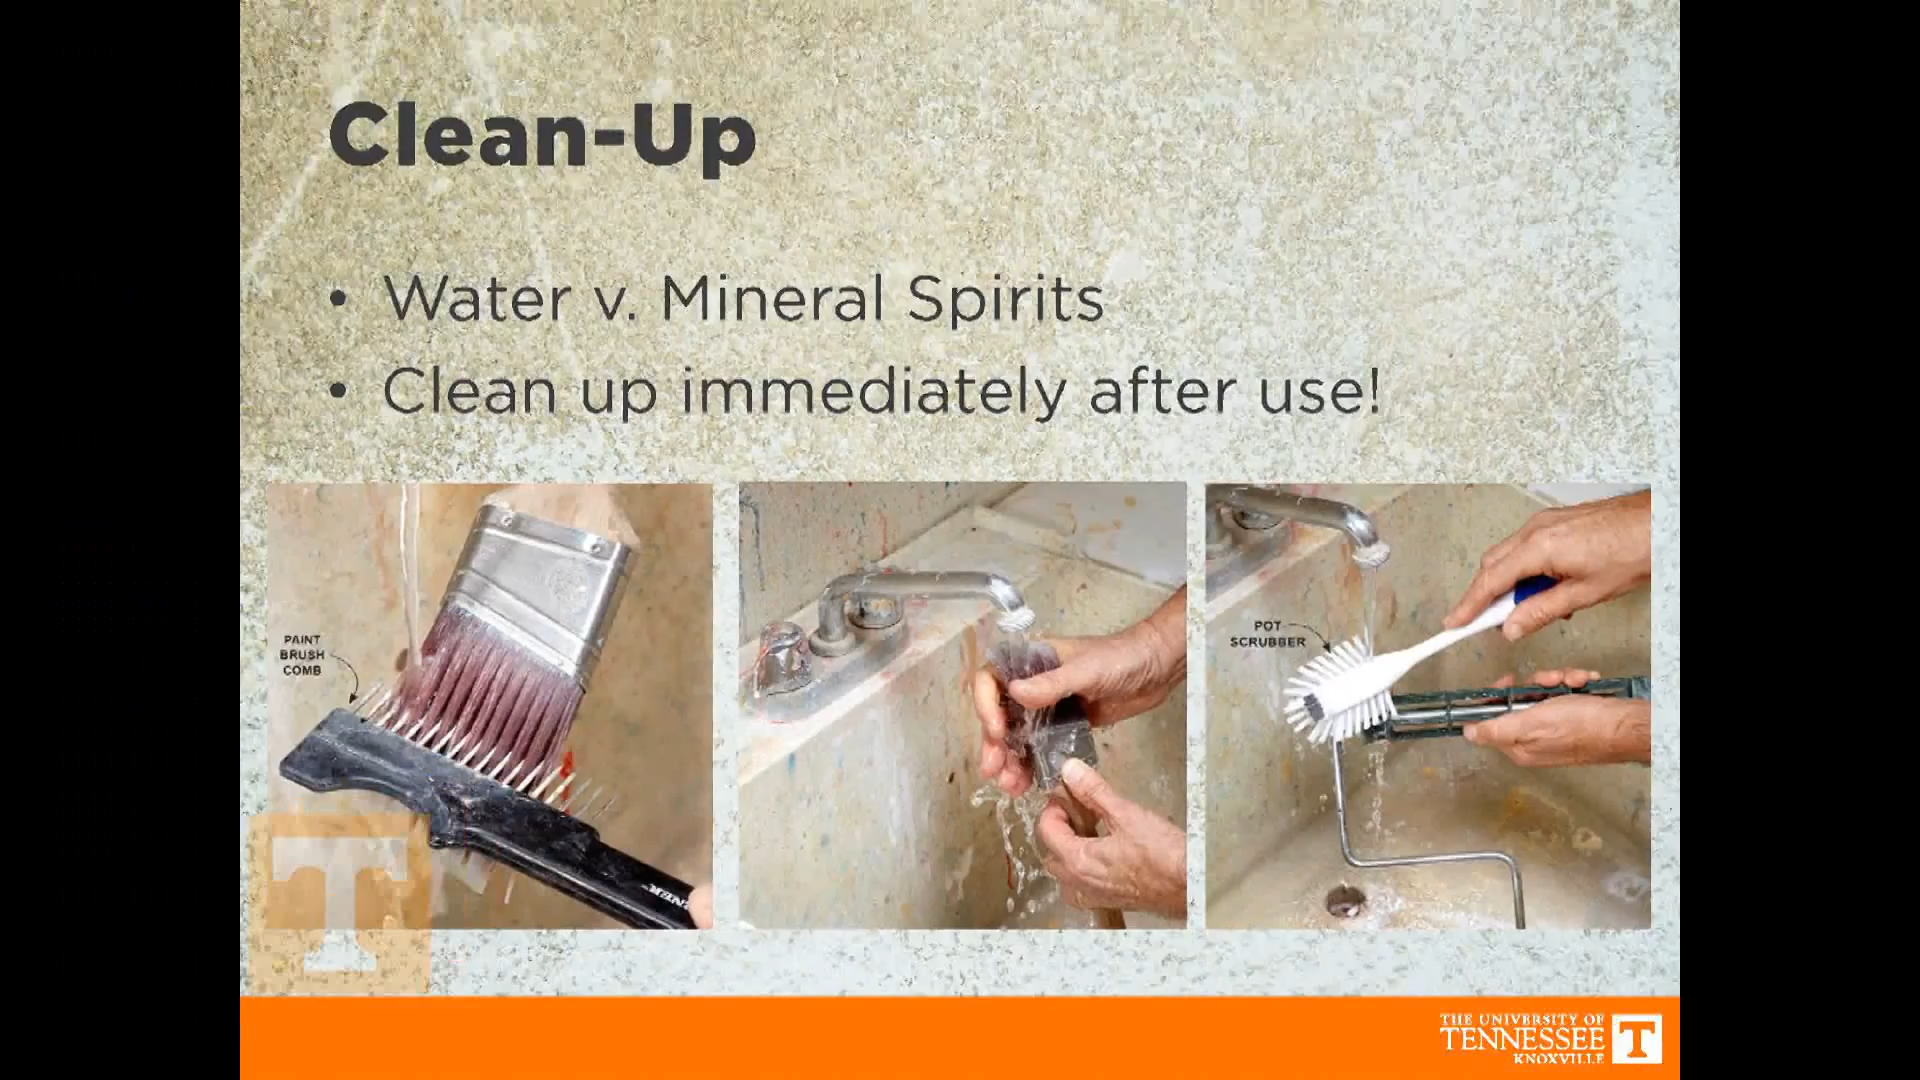 Clean-Up
• Water v. Mineral Spirits
• Clean up immediately after use!
PAINT
BRUSH
COMB
POT
SCRUBBER
T
THE UNIVERSITY OF
TENNESSEE
KNOXVILLE
T